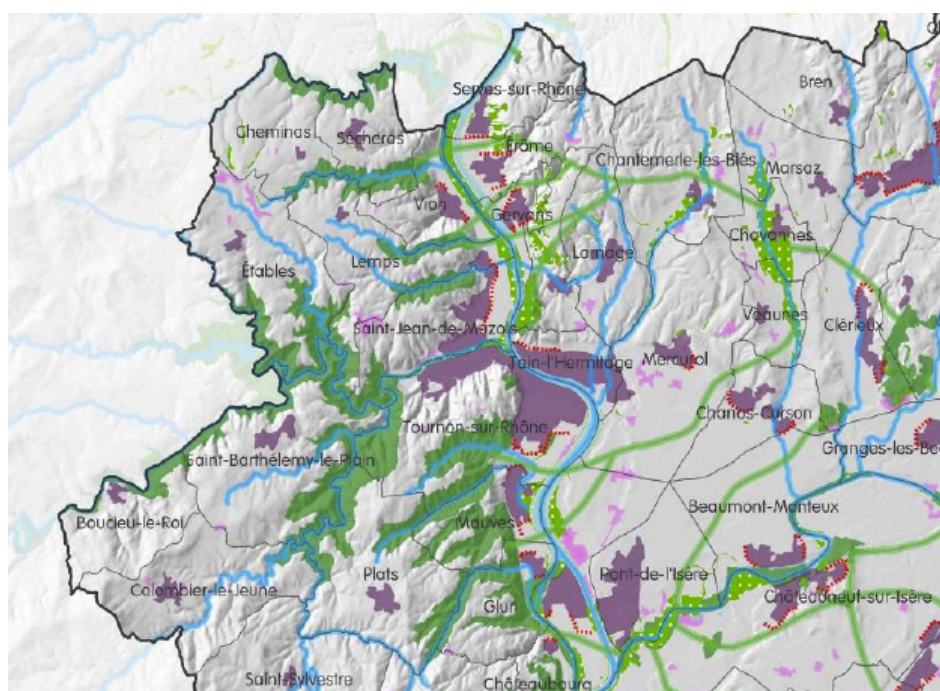 Bren
Serves-sur-Rhône
Cheminas
Sécheras
Érôme
Chantemerle-les-Blés
Marsaz
Vion
Gervans
Chavannes
Lemps
Larnage
Étables
Veaunes
Clérieux
Saint-Jean-de-Muzols
Tain-l'Hermitage
Mercurol
Chanos-Curson
Tournon-sur-Rhône
Granges-les-Be
Saint-Barthélemy-le-Plain
Beaumont-Monteux
Boucieu-le-Roi
Mauves
Plats
Pont-de-l'Isère
Colombier-le-Jeune
Glun
Châteauneuf-sur-Isère
Saint-Sylvestre
Châteaubourg